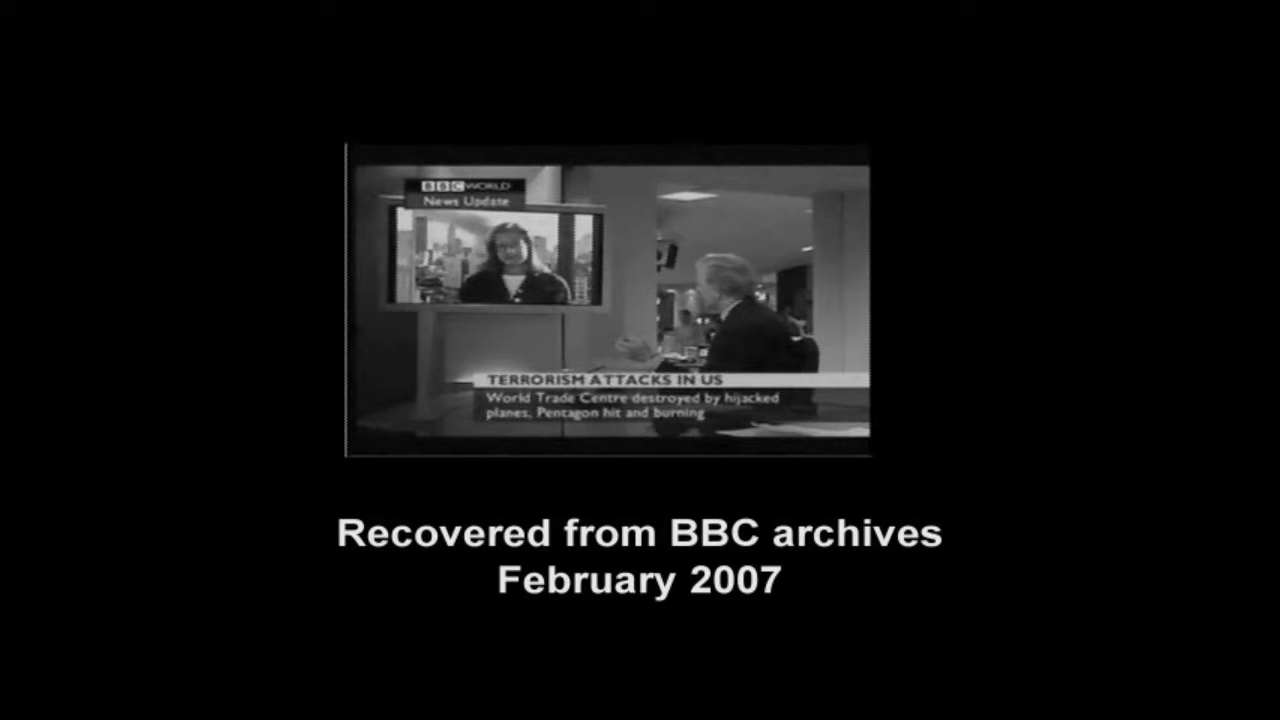 BBC WORLD
News Update
TERRORISM ATTACKS IN US
World Trade Centre destroyed by hijacked
planes, Pentagon hit and burning
Recovered from BBC archives
February 2007